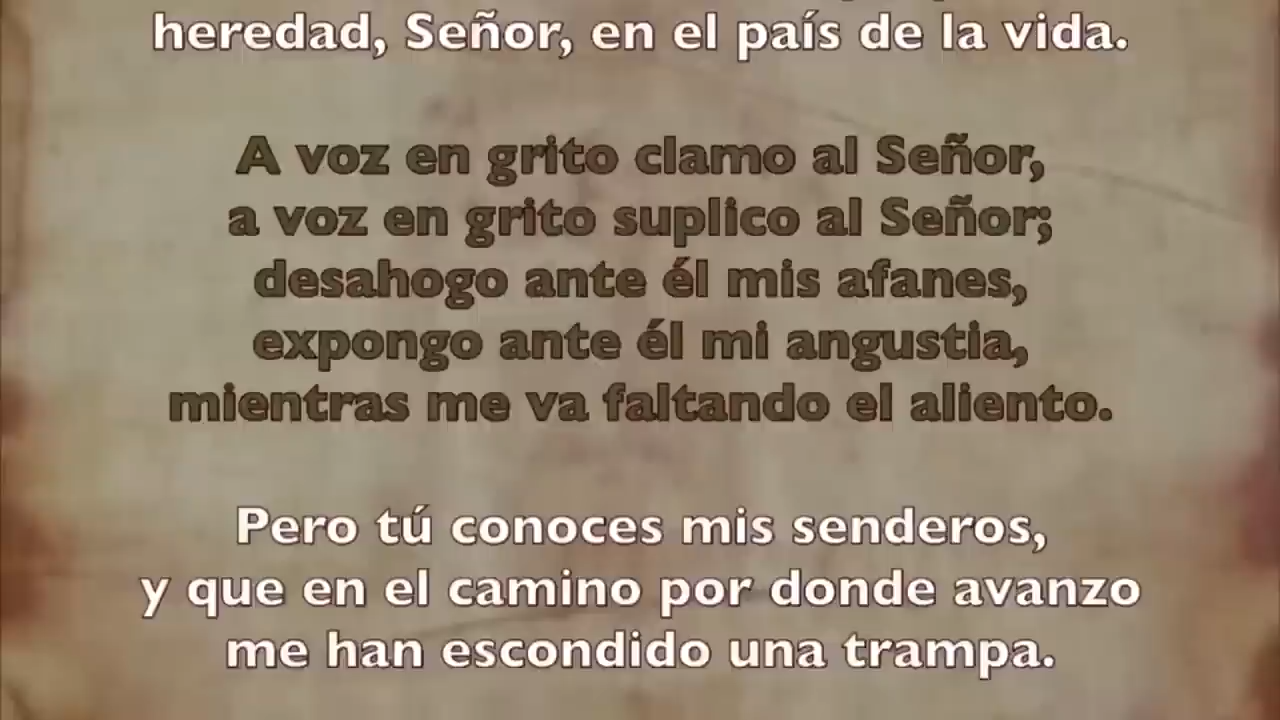 heredad, Señor, en el país de la vida.
A voz en grito clamo al Señor,
a voz en grito suplico al Señor;
desahogo ante él mis afanes,
expongo ante él mi angustia,
mientras me va faltando el aliento.
Pero tú conoces mis senderos,
y que en el camino por donde avanzo
me han escondido una trampa.